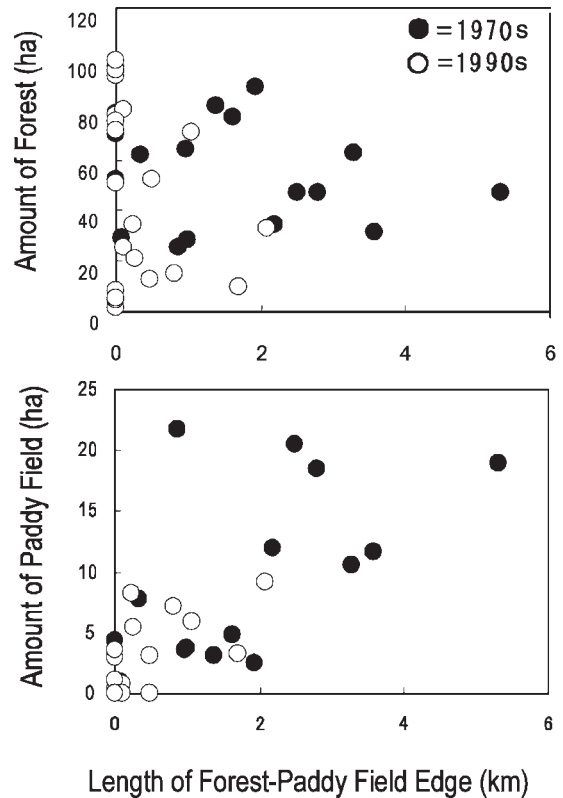 120
100
80
60
40
20
0
Amount of Forest (ha)
=1970s
=1990s
0 2 4 6
25
20
15
10
5
0
Amount of Paddy Field (ha)
0 2 4 6
Length of Forest-Paddy Field Edge (km)